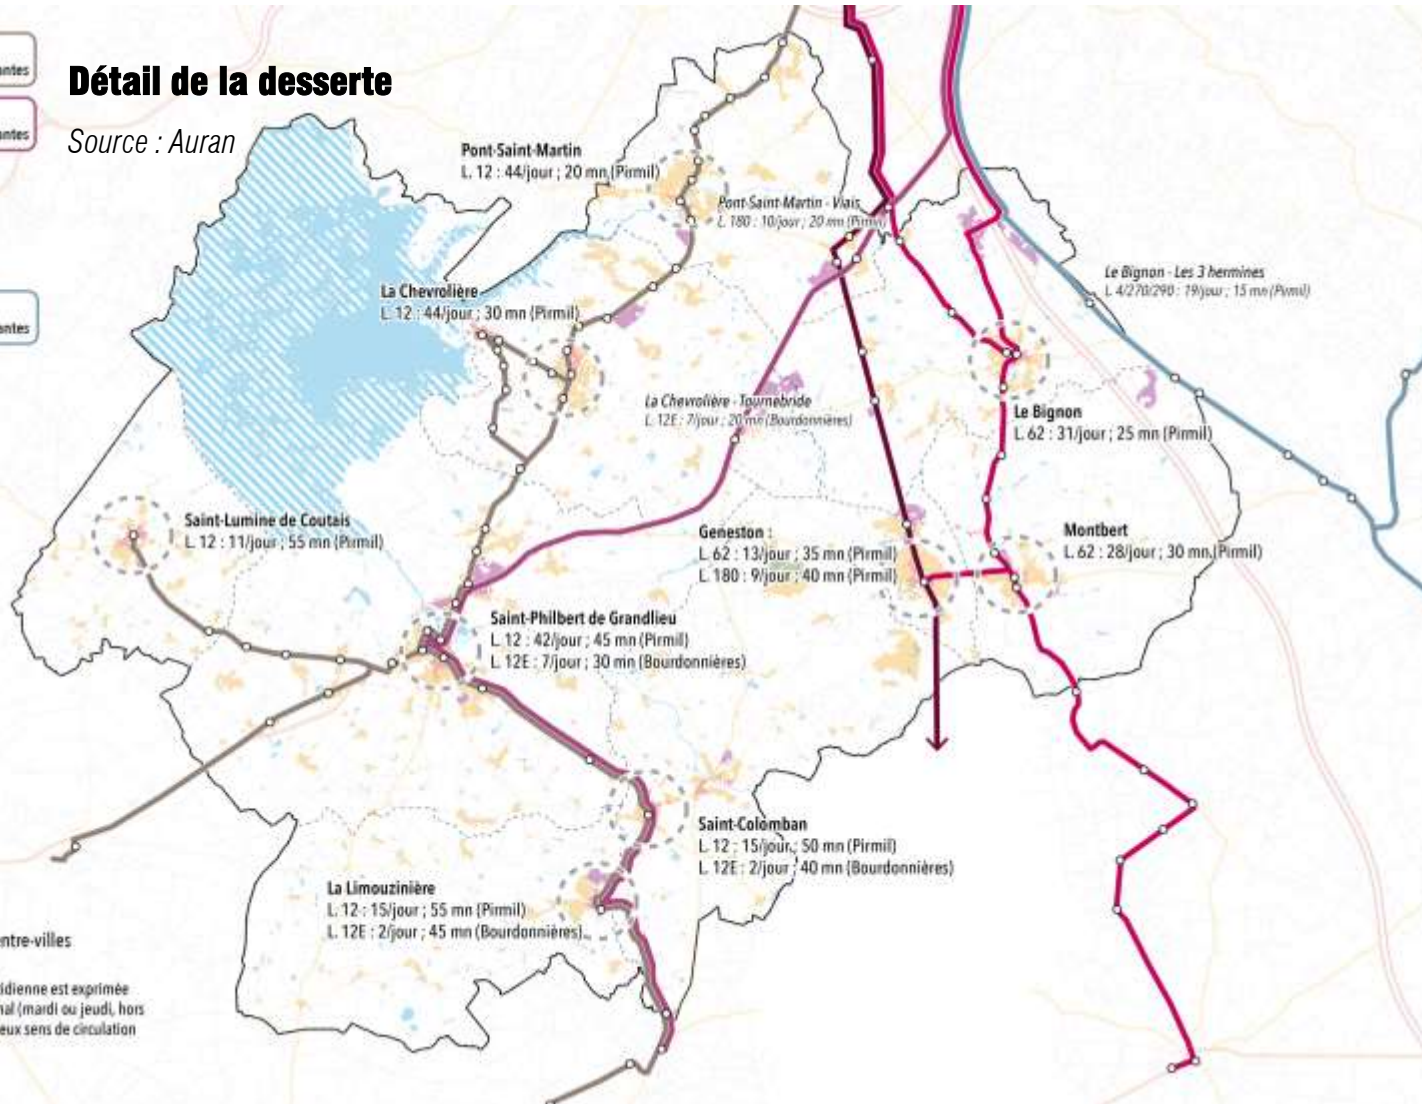 antes
antes
antes
Détail de la desserte
Source : Auran
Pont-Saint-Martin
L. 12 : 44/jour ; 20 mn (Pirmil)
Pont-Saint-Martin - Viais
L. 180 : 10/jour ; 20 mn (Pirmil)
Le Bignon - Les 3 hermines
L. 4/270/290 : 19/jour ; 15 mn (Pirmil)
La Chevrolière
L. 12 : 44/jour ; 30 mn (Pirmil)
La Chevrolière - Tournebride
L. 12E : 7/jour ; 20 mn (Bourdonnières)
Le Bignon
L. 62 : 31/jour ; 25 mn (Pirmil)
Saint-Lumine de Coutais
L. 12 : 11/jour ; 55 mn (Pirmil)
Geneston :
L. 62 : 13/jour ; 35 mn (Pirmil)
L. 180 : 9/jour ; 40 mn (Pirmil)
Montbert
L. 62 : 28/jour ; 30 mn (Pirmil)
Saint-Philbert de Grandlieu
L. 12 : 42/jour ; 45 mn (Pirmil)
L. 12E : 7/jour ; 30 mn (Bourdonnières)
Saint-Colomban
L. 12 : 15/jour ; 50 mn (Pirmil)
L. 12E : 2/jour ; 40 mn (Bourdonnières)
La Limouzinière
L. 12 : 15/jour ; 55 mn (Pirmil)
L. 12E : 2/jour ; 45 mn (Bourdonnières)
entre-villes
idienne est exprimée
nal (mardi ou jeudi, hors
eux sens de circulation